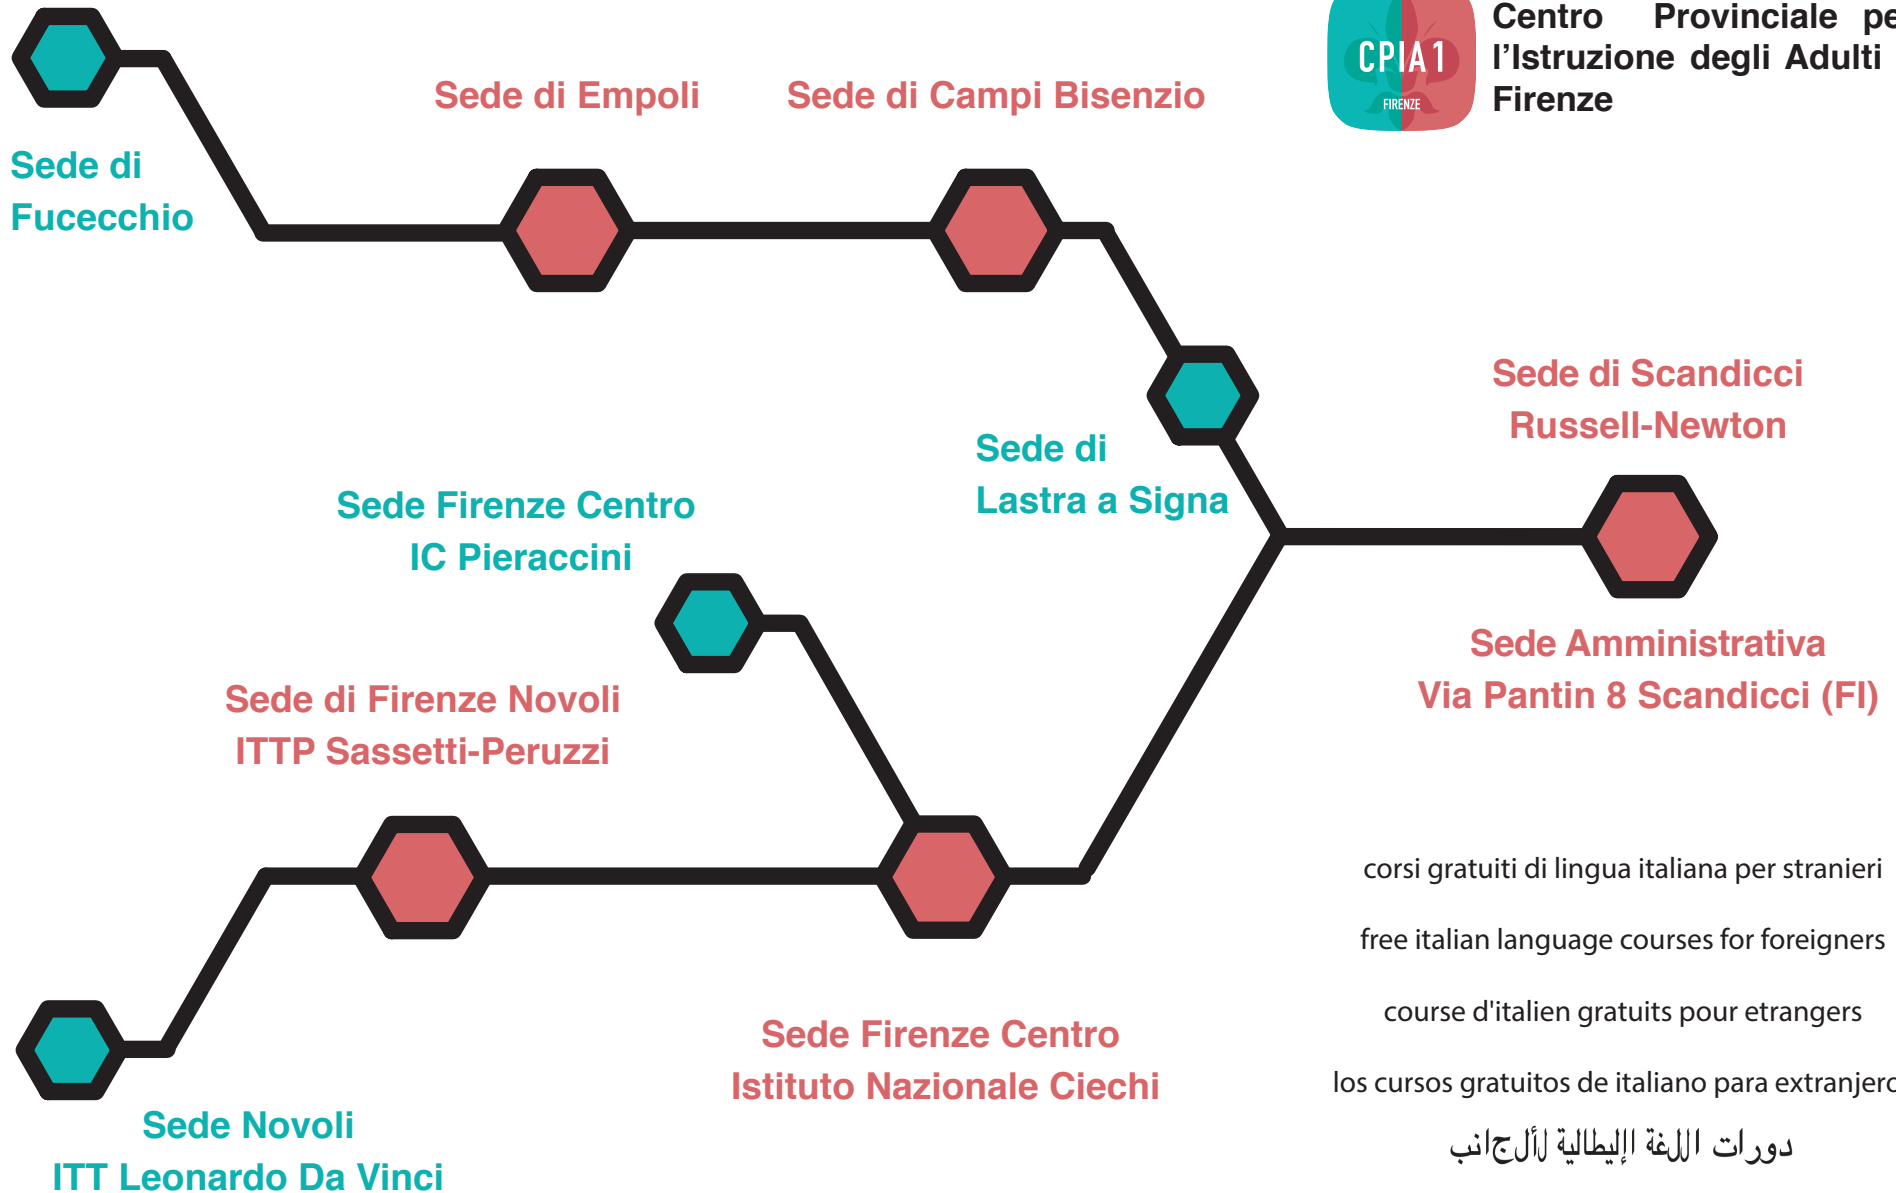 CPIA 1
FIRENZE
Centro Provinciale pe
l'Istruzione degli Adulti
Firenze
Sede di Empoli
Sede di Campi Bisenzio
Sede di
Fucecchio
Sede di Scandicci
Russell-Newton
Sede di
Lastra a Signa
Sede Firenze Centro
IC Pieraccini
Sede Amministrativa
Via Pantin 8 Scandicci (FI)
Sede di Firenze Novoli
ITTP Sassetti-Peruzzi
Sede Firenze Centro
Istituto Nazionale Ciechi
Sede Novoli
ITT Leonardo Da Vinci
corsi gratuiti di lingua italiana per stranieri
free italian language courses for foreigners
course d'italien gratuits pour etrangers
los cursos gratuitos de italiano para extranjero
دورات اللغة اإليطالية لألجانب